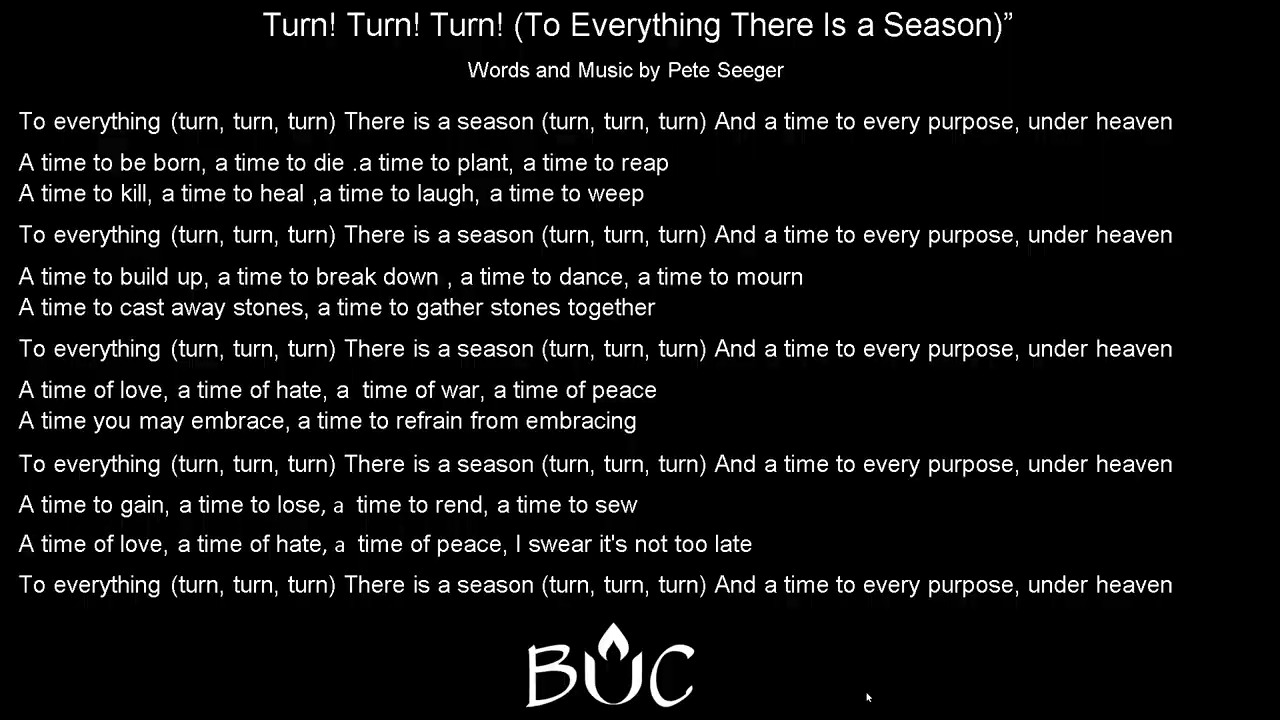 Turn! Turn! Turn! (To Everything There Is a Season)”
Words and Music by Pete Seeger
To everything (turn, turn, turn) There is a season (turn, turn, turn) And a time to every purpose, under heaven
A time to be born, a time to die .a time to plant, a time to reap
A time to kill, a time to heal ,a time to laugh, a time to weep
To everything (turn, turn, turn) There is a season (turn, turn, turn) And a time to every purpose, under heaven
A time to build up, a time to break down , a time to dance, a time to mourn
A time to cast away stones, a time to gather stones together
To everything (turn, turn, turn) There is a season (turn, turn, turn) And a time to every purpose, under heaven
A time of love, a time of hate, a  time of war, a time of peace
A time you may embrace, a time to refrain from embracing
To everything (turn, turn, turn) There is a season (turn, turn, turn) And a time to every purpose, under heaven
A time to gain, a time to lose, a  time to rend, a time to sew
A time of love, a time of hate, a  time of peace, I swear it's not too late
To everything (turn, turn, turn) There is a season (turn, turn, turn) And a time to every purpose, under heaven
BUC